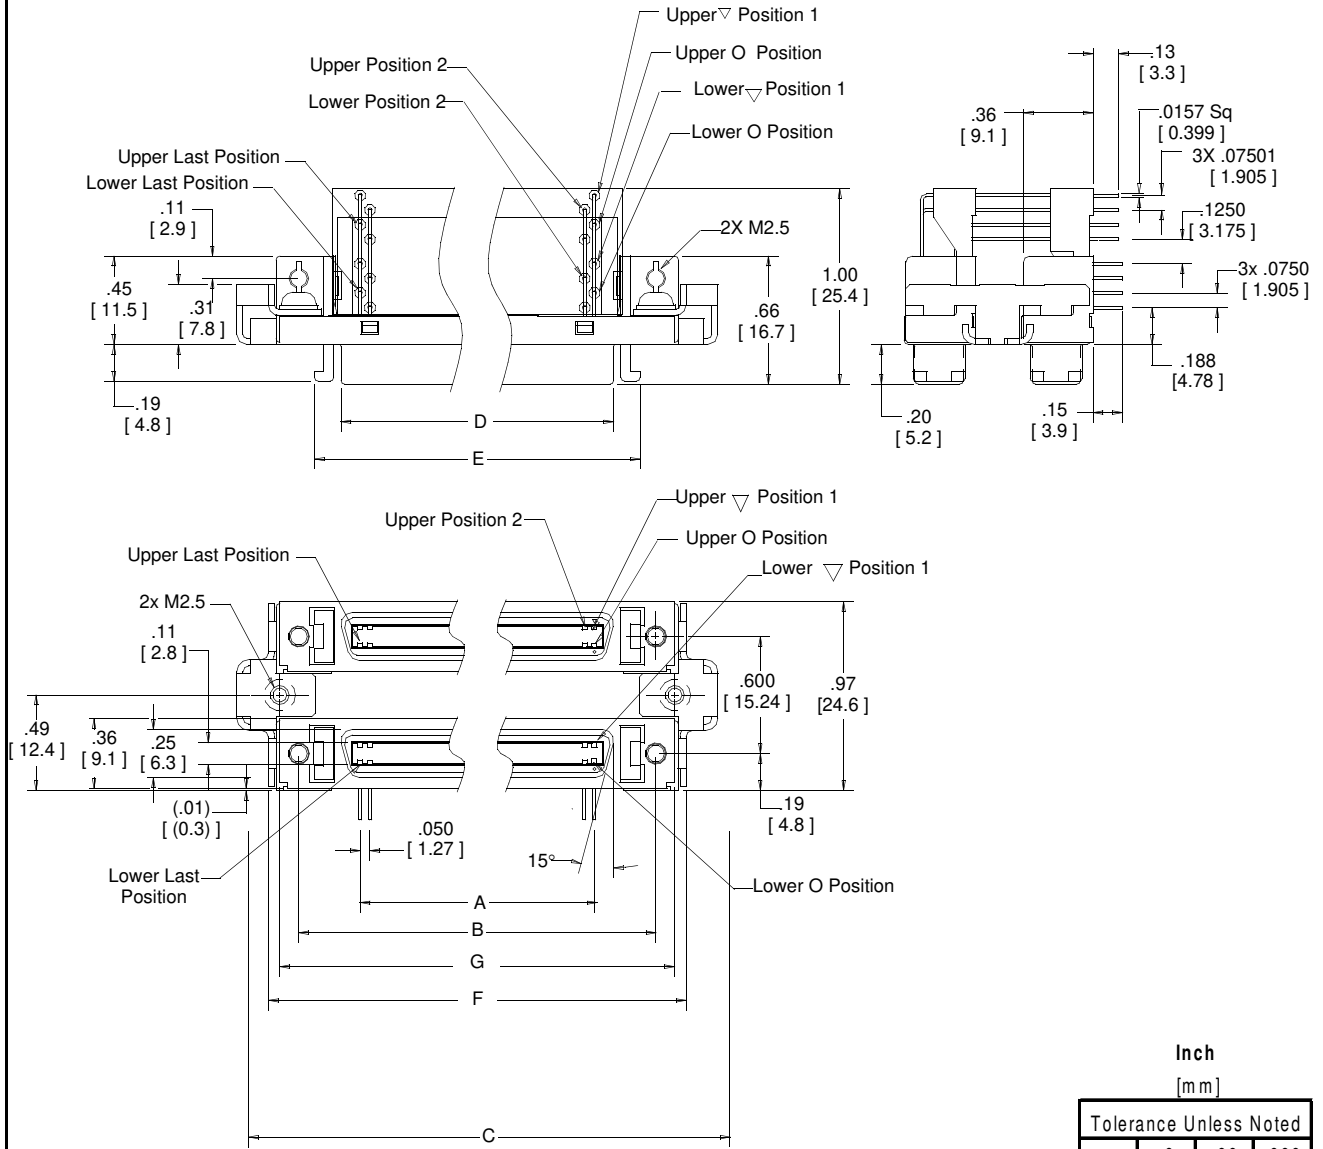 Upper ▽ Position 1
Upper O Position
Upper Position 2
Lower ▽ Position 1
Lower Position 2
Lower O Position
Upper Last Position
Lower Last Position
.11
[ 2.9 ]
.45
[ 11.5 ]
.31
[ 7.8 ]
.19
[ 4.8 ]
2X M2.5
1.00
[ 25.4 ]
.66
[ 16.7 ]
D
E
.13
[ 3.3 ]
.36
[ 9.1 ]
.0157 Sq
[ 0.399 ]
3X .07501
[ 1.905 ]
.1250
[ 3.175 ]
3x .0750
[ 1.905 ]
.188
[4.78 ]
.20
[ 5.2 ]
.15
[ 3.9 ]
Upper ▽ Position 1
Upper Position 2
Upper O Position
Upper Last Position
Lower ▽ Position 1
2x M2.5
.11
[ 2.8 ]
.600
[ 15.24 ]
.97
[24.6 ]
.49
[ 12.4 ]
.36
[ 9.1 ]
.25
[ 6.3 ]
(.01)
[ (0.3) ]
.19
[ 4.8 ]
.050
[ 1.27 ]
15°
Lower Last
Position
Lower O Position
A
B
G
F
C
Inch
[mm]
Tolerance Unless Noted